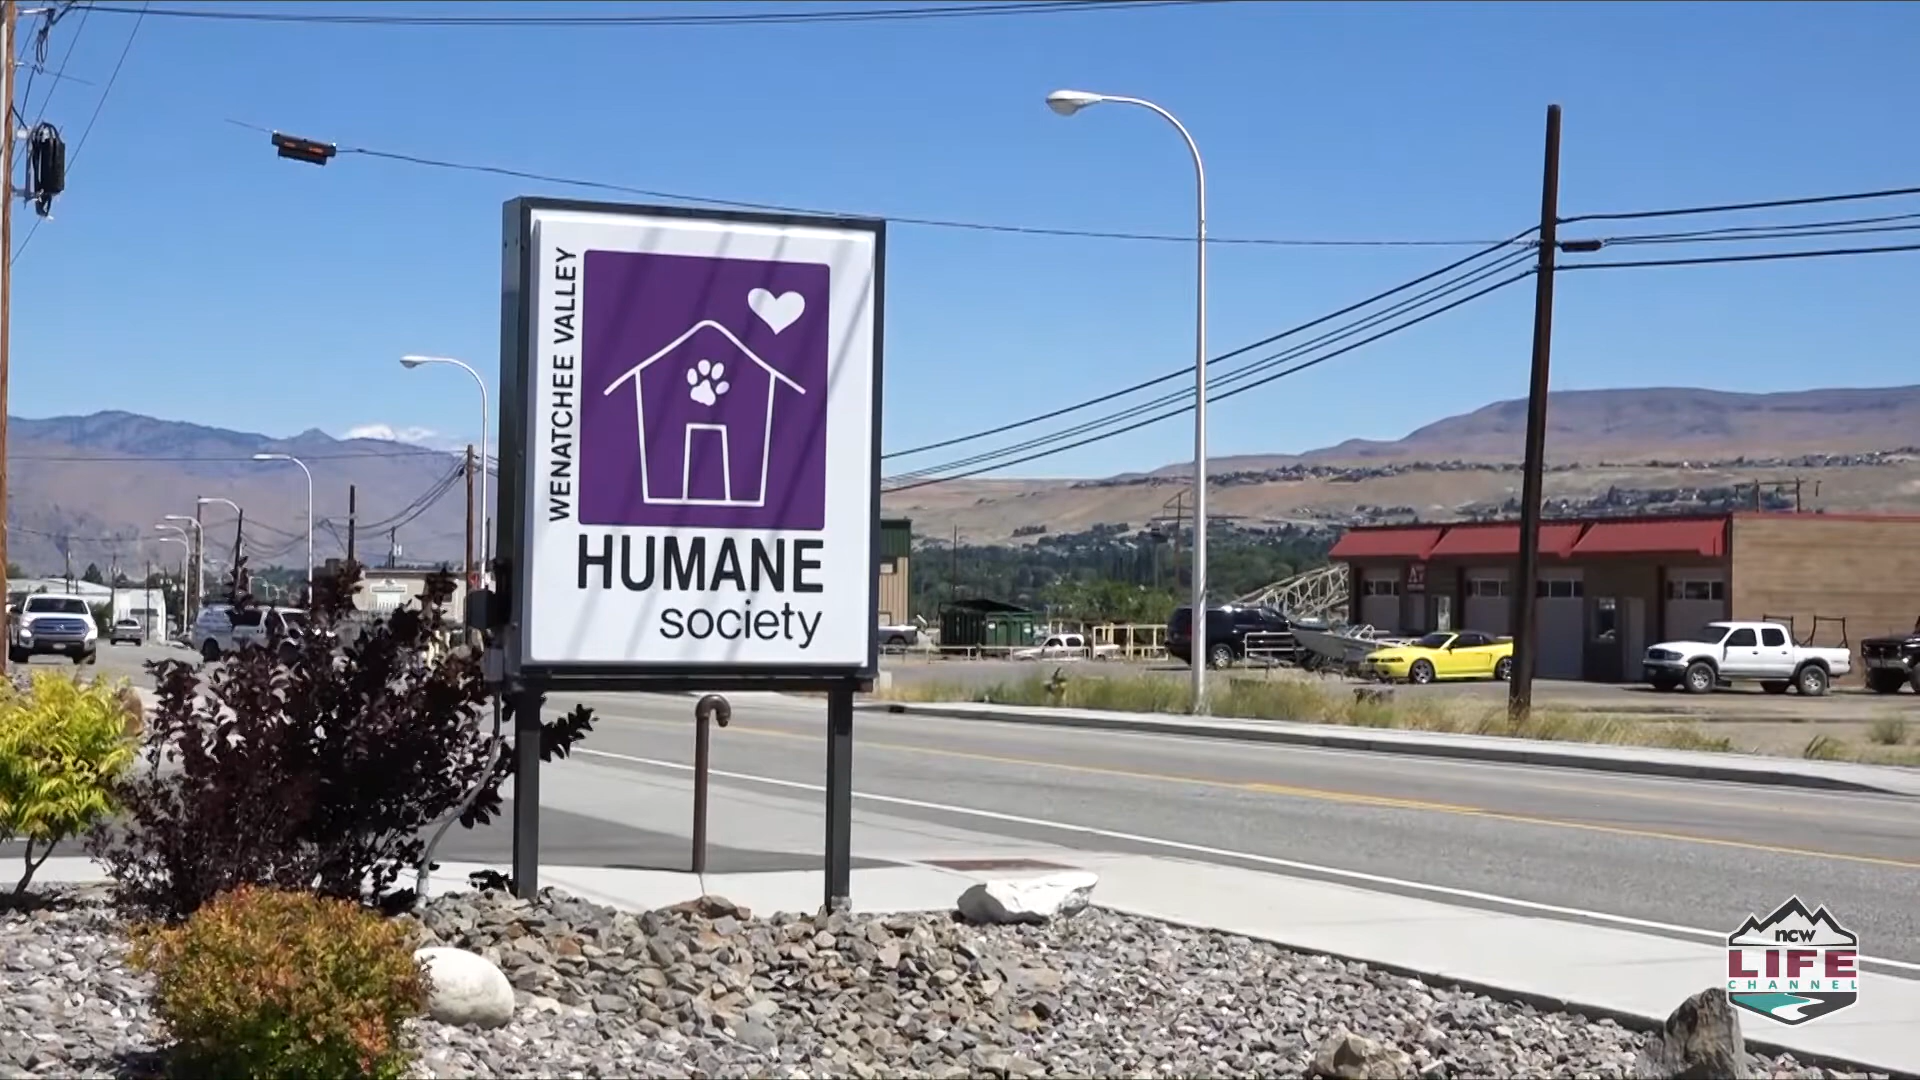 WENATCHEE VALLEY
HUMANE
society
ncw
LIFE
CHANNEL